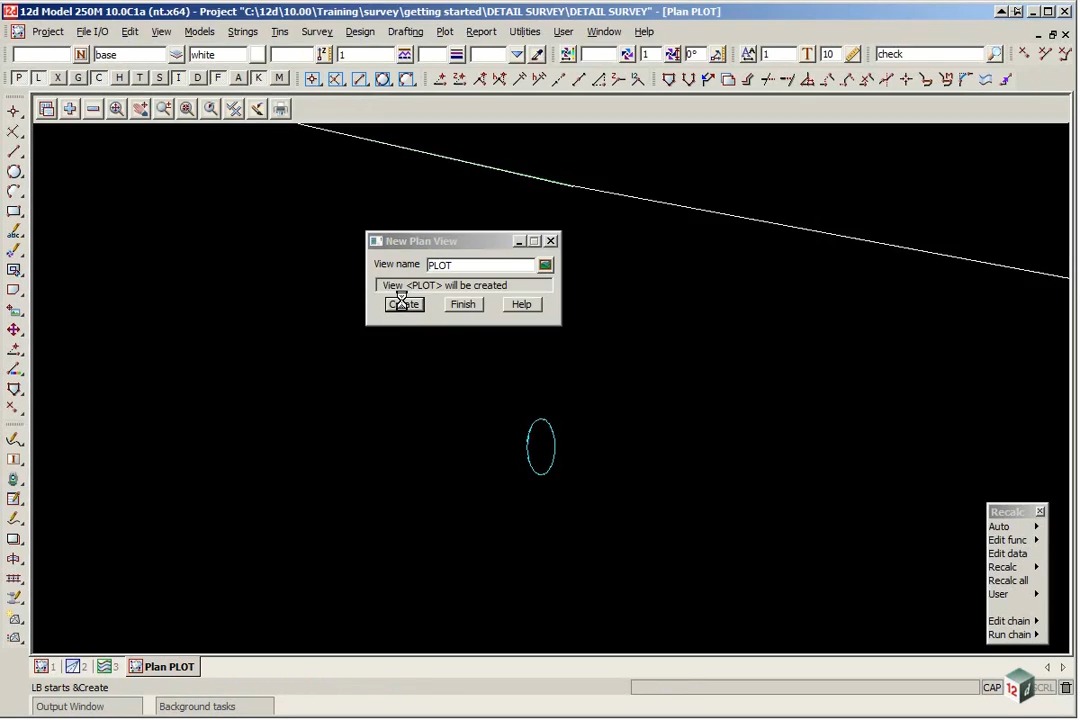 12d Model 250M 10.0C1a (nt.x64) - Project "C:\12d\10.00\Training\survey\getting started\DETAIL SURVEY\DETAIL SURVEY" - [Plan PLOT]
Project File I/O Edit View Models Strings Tins Survey Design Drafting Plot Report Utilities User Window Help
N base white 1 1 0° 1 T 10 check
P L X G C H T S I D F A K M
abc
New Plan View
View name PLOT
View <PLOT> will be created
Finish Help
Recalc
Auto
Edit func
Edit data
Recalc
Recalc all
User
Edit chain
Run chain
1 2 3 Plan PLOT
LB starts &Create
CAP 12d SCRL
Output Window Background tasks